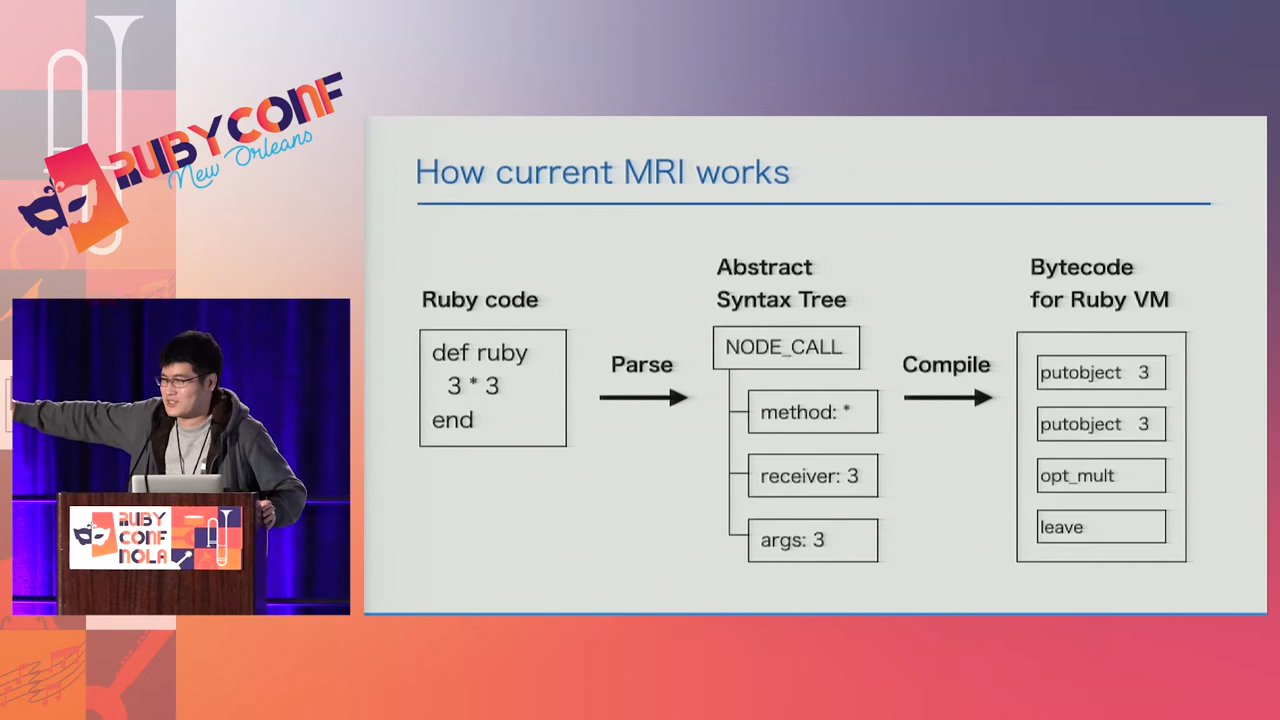 RUBYCONF
New Orleans
How current MRI works
Ruby code
def ruby
3 * 3
end
Parse
Abstract
Syntax Tree
NODE_CALL
method: *
receiver: 3
args: 3
Compile
Bytecode
for Ruby VM
putobject 3
putobject 3
opt_mult
leave
RUBY
CONF
NOLA